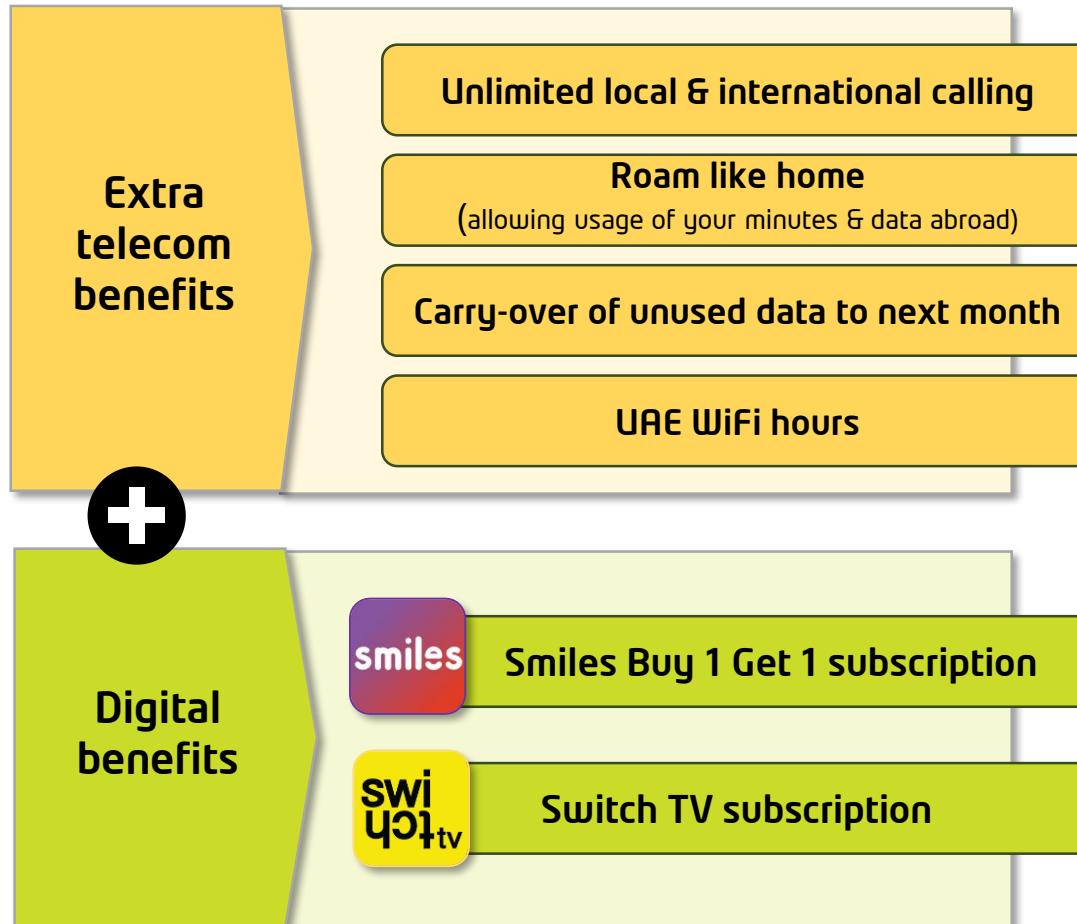 Extra
telecom
benefits
Unlimited local & international calling
Roam like home
(allowing usage of your minutes & data abroad)
Carry-over of unused data to next month
UAE WiFi hours
Digital
benefits
smiles
Smiles Buy 1 Get 1 subscription
swi
tch tv
Switch TV subscription